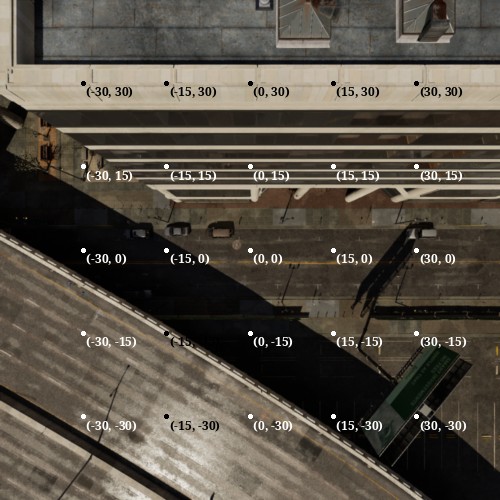 (-30, 30) (-15, 30) (0, 30) (15, 30) (30, 30)
(-30, 15) (-15, 15) (0, 15) (15, 15) (30, 15)
(-30, 0) (-15, 0) (0, 0) (15, 0) (30, 0)
(-30, -15) (-15, (0, -15) (15, -15) (30, -15)
(-30, -30) (-15, -30) (0, -30) (15, -30) (30, -30)